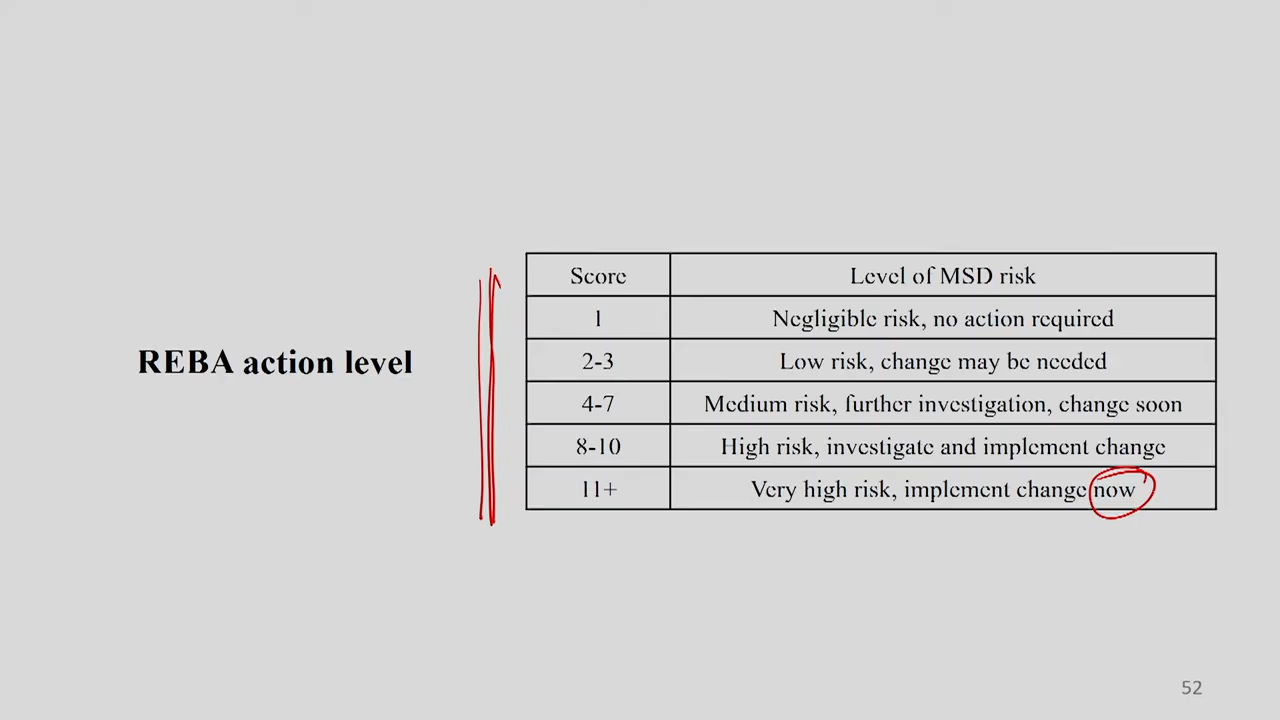 REBA action level
Score Level of MSD risk
1 Negligible risk, no action required
2-3 Low risk, change may be needed
4-7 Medium risk, further investigation, change soon
8-10 High risk, investigate and implement change
11+ Very high risk, implement change now
52